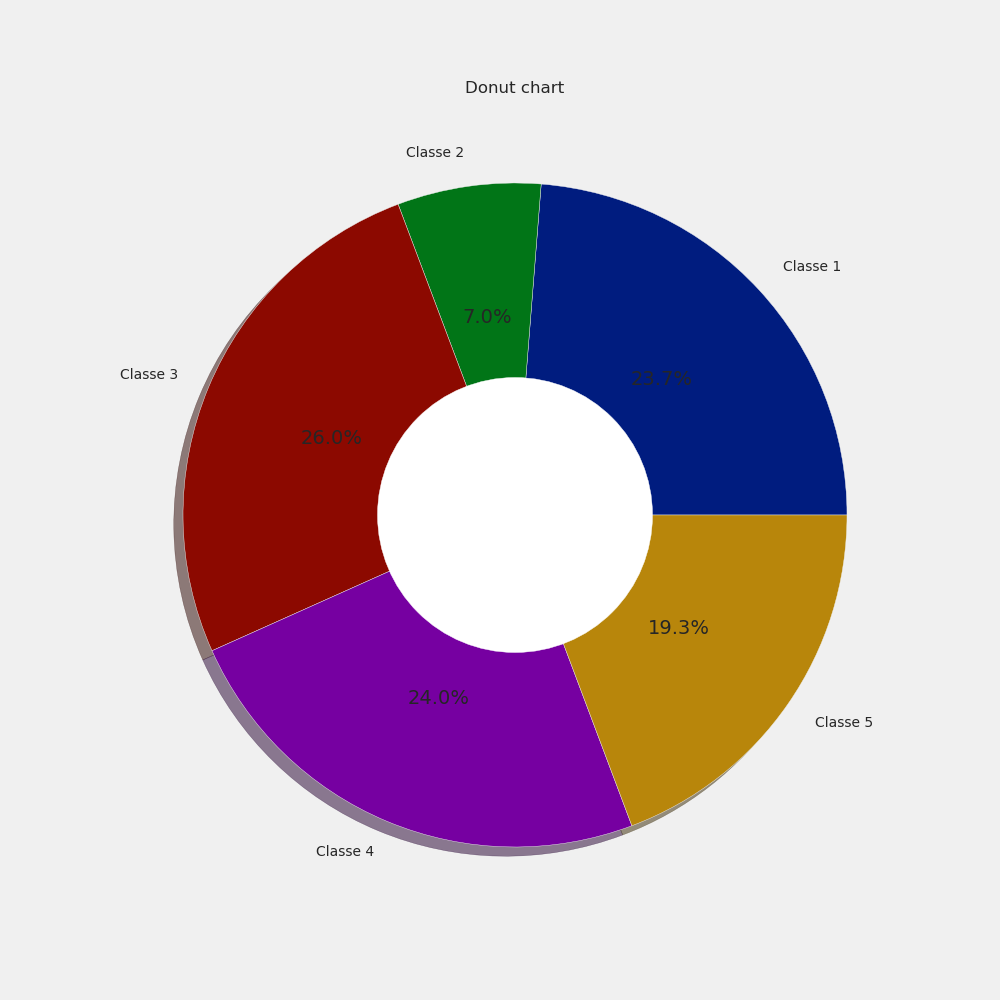 Donut chart
Classe 2
Classe 1
7.0%
23.7%
Classe 3
26.0%
19.3%
24.0%
Classe 5
Classe 4